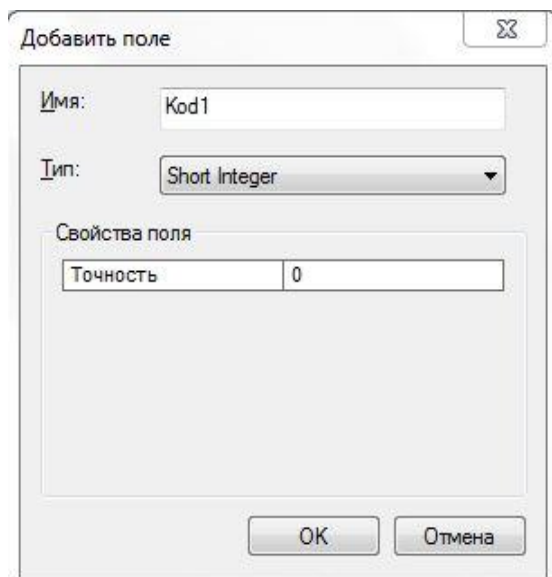 Добавить поле
Имя: Kod1
Тип: Short Integer
Свойства поля
Точность 0
OK Отмена